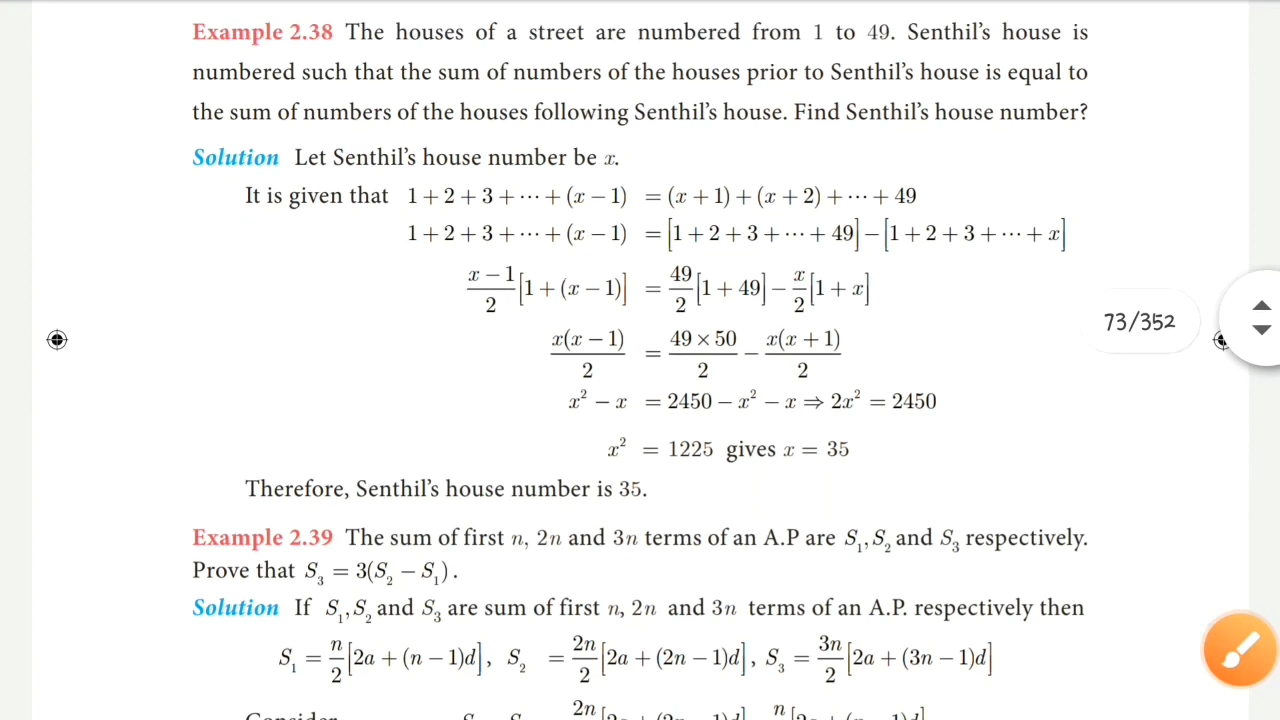 Example 2.38 The houses of a street are numbered from 1 to 49. Senthil’s house is
numbered such that the sum of numbers of the houses prior to Senthil’s house is equal to
the sum of numbers of the houses following Senthil’s house. Find Senthil’s house number?
Solution Let Senthil’s house number be x.
It is given that 1 + 2 + 3 + ⋯ + (x − 1) = (x + 1) + (x + 2) + ⋯ + 49
1 + 2 + 3 + ⋯ + (x − 1) = [1 + 2 + 3 + ⋯ + 49] − [1 + 2 + 3 + ⋯ + x]
(x − 1)/2 [1 + (x − 1)] = 49/2 [1 + 49] − x/2 [1 + x]
73/352
x(x − 1)/2 = 49 × 50/2 − x(x + 1)/2
x² − x = 2450 − x² − x ⇒ 2x² = 2450
x² = 1225 gives x = 35
Therefore, Senthil’s house number is 35.
Example 2.39 The sum of first n, 2n and 3n terms of an A.P are S₁, S₂ and S₃ respectively.
Prove that S₃ = 3(S₂ − S₁).
Solution If S₁, S₂ and S₃ are sum of first n, 2n and 3n terms of an A.P. respectively then
S₁ = n/2 [2a + (n − 1)d], S₂ = 2n/2 [2a + (2n − 1)d], S₃ = 3n/2 [2a + (3n − 1)d]